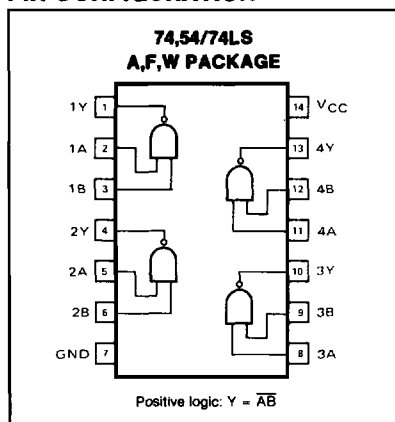 74,54/74LS
A,F,W PACKAGE
1Y 1
1A 2
1B 3
2Y 4
2A 5
2B 6
GND 7
14 VCC
13 4Y
12 4B
11 4A
10 3Y
9 3B
8 3A
Positive logic: Y = A̅B̅